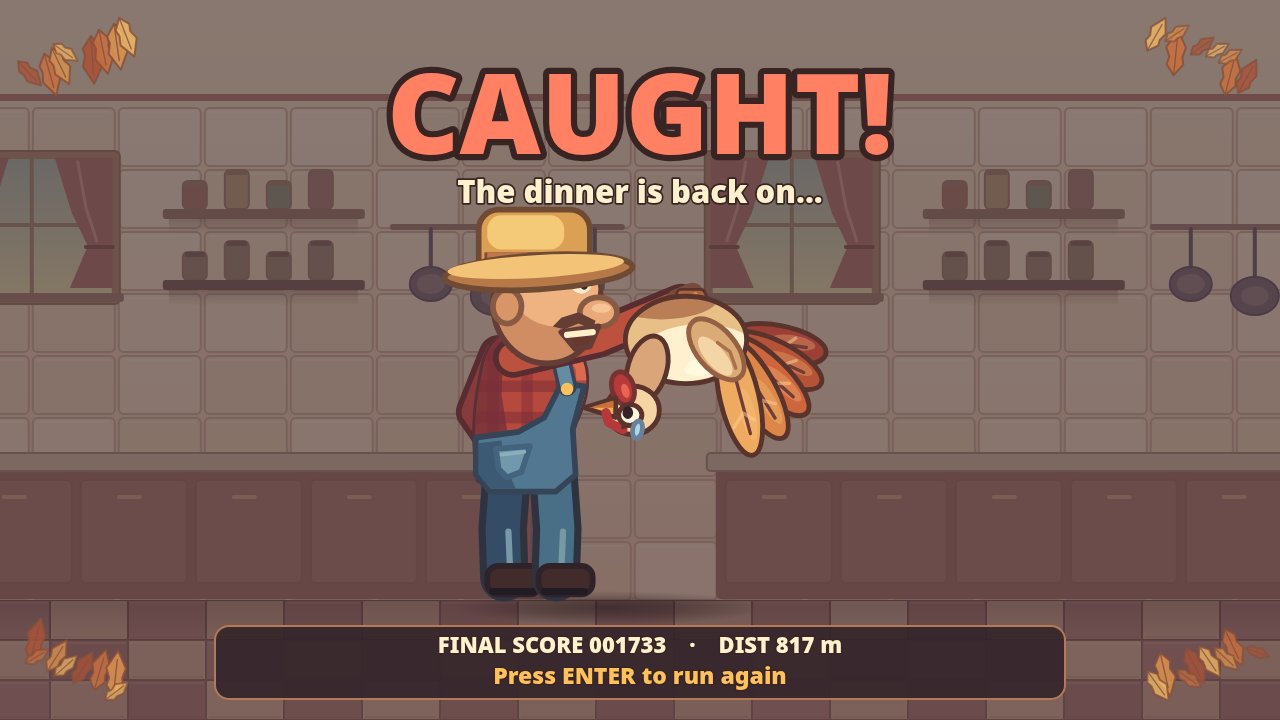 CAUGHT!
The dinner is back on...
FINAL SCORE 001733 · DIST 817 m
Press ENTER to run again